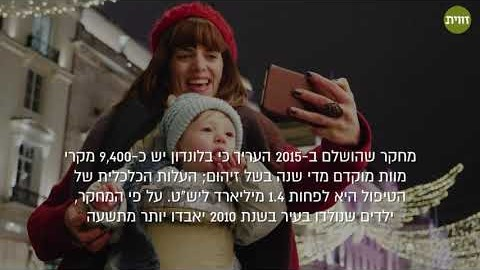 זווית
מחקר שהושלם ב-2015 העריך כי בלונדון יש כ-9,400 מקרי
מוות מוקדם מדי שנה בשל זיהום; העלות הכלכלית של
הטיפול היא לפחות 1.4 מיליארד ליש"ט. על פי המחקר,
ילדים שנולדו בעיר בשנת 2010 יאבדו יותר מתשעה